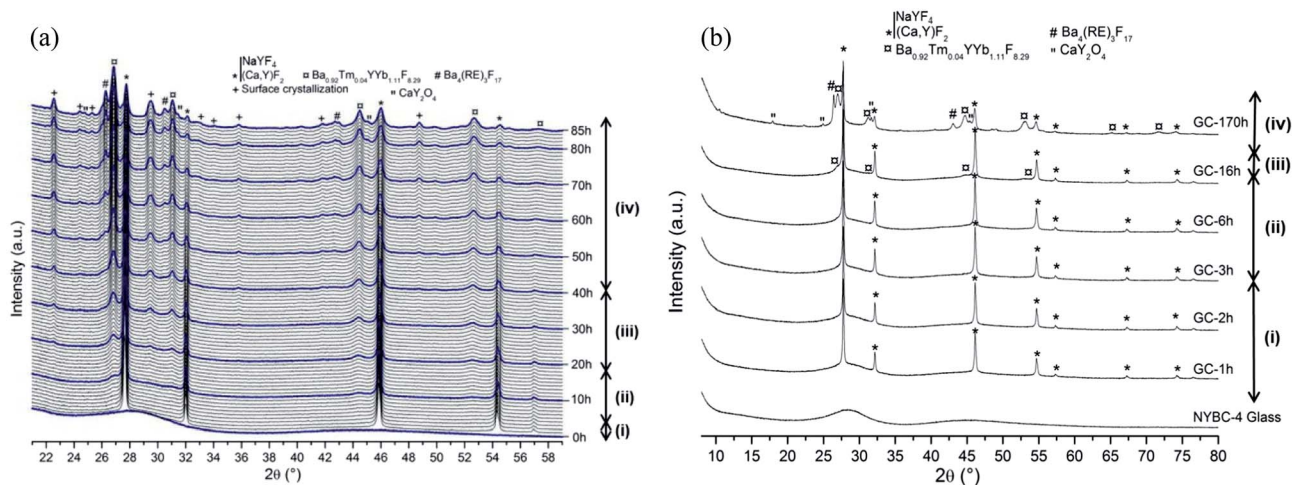 (a)
NaYF₄
* (Ca,Y)F₂ ¤ Ba₀.₉₂Tm₀.₀₄YYb₁.₁₁F₈.₂₉ # Ba₄(RE)₃F₁₇
+ Surface crystallization " CaY₂O₄
Intensity (a.u.)
85h
80h
70h
60h
50h
40h
30h
20h
10h
0h
(iv)
(iii)
(ii)
(i)
22 24 26 28 30 32 34 36 38 40 42 44 46 48 50 52 54 56 58
2θ (°)
(b)
NaYF₄
* (Ca,Y)F₂ # Ba₄(RE)₃F₁₇
¤ Ba₀.₉₂Tm₀.₀₄YYb₁.₁₁F₈.₂₉ " CaY₂O₄
Intensity (a.u.)
GC-170h
GC-16h
GC-6h
GC-3h
GC-2h
GC-1h
NYBC-4 Glass
(iv)
(iii)
(ii)
(i)
10 15 20 25 30 35 40 45 50 55 60 65 70 75 80
2θ (°)